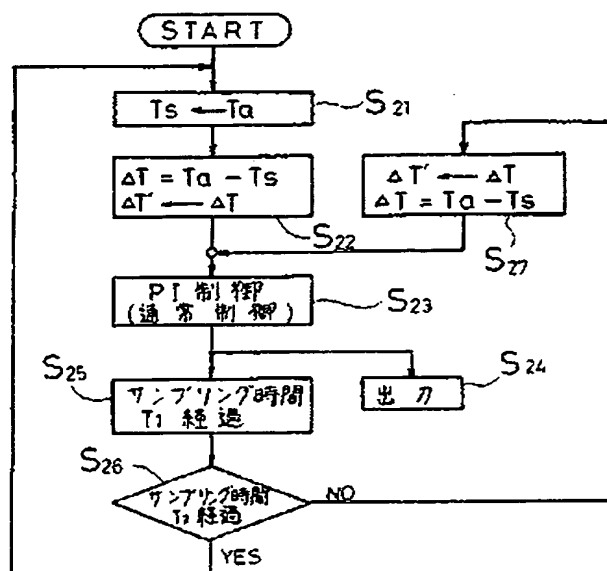 START
Ts ← Ta
S21
ΔT = Ta - Ts
ΔT' ← ΔT
S22
ΔT' ← ΔT
ΔT = Ta - Ts
S27
PI制御
(通常制御)
S23
S25
サンプリング時間
T1 経過
出力
S24
S26
サンプリング時間
T2 経過
NO
YES